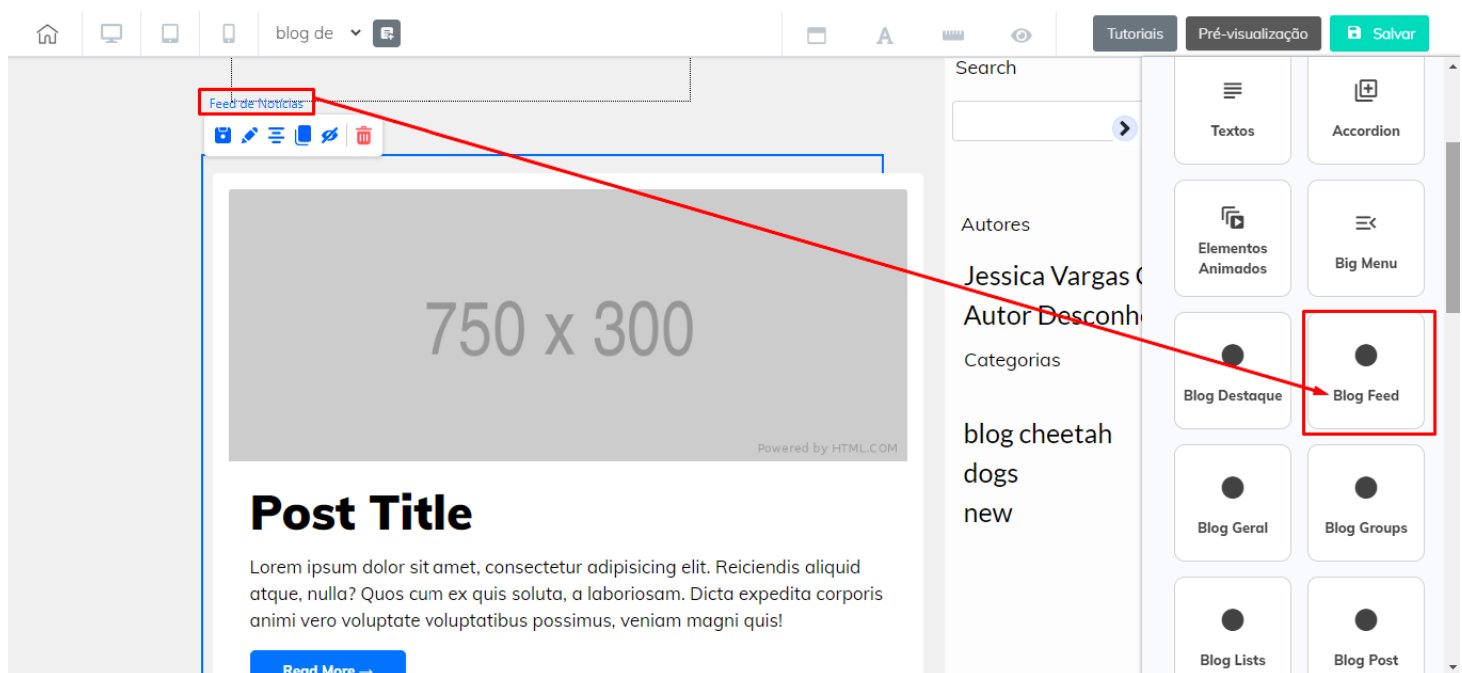 blog de
Tutoriais
Pré-visualização
Salvar
Feed de Notícias
750 x 300
Powered by HTML.COM
Post Title
Lorem ipsum dolor sit amet, consectetur adipisicing elit. Reiciendis aliquid
atque, nulla? Quos cum ex quis soluta, a laboriosam. Dicta expedita corporis
animi vero voluptate voluptatibus possimus, veniam magni quis!
Read More →
Search
Autores
Jessica Vargas
Autor Desconh
Categorias
blog cheetah
dogs
new
Textos
Accordion
Elementos
Animados
Big Menu
Blog Destaque
Blog Feed
Blog Geral
Blog Groups
Blog Lists
Blog Post